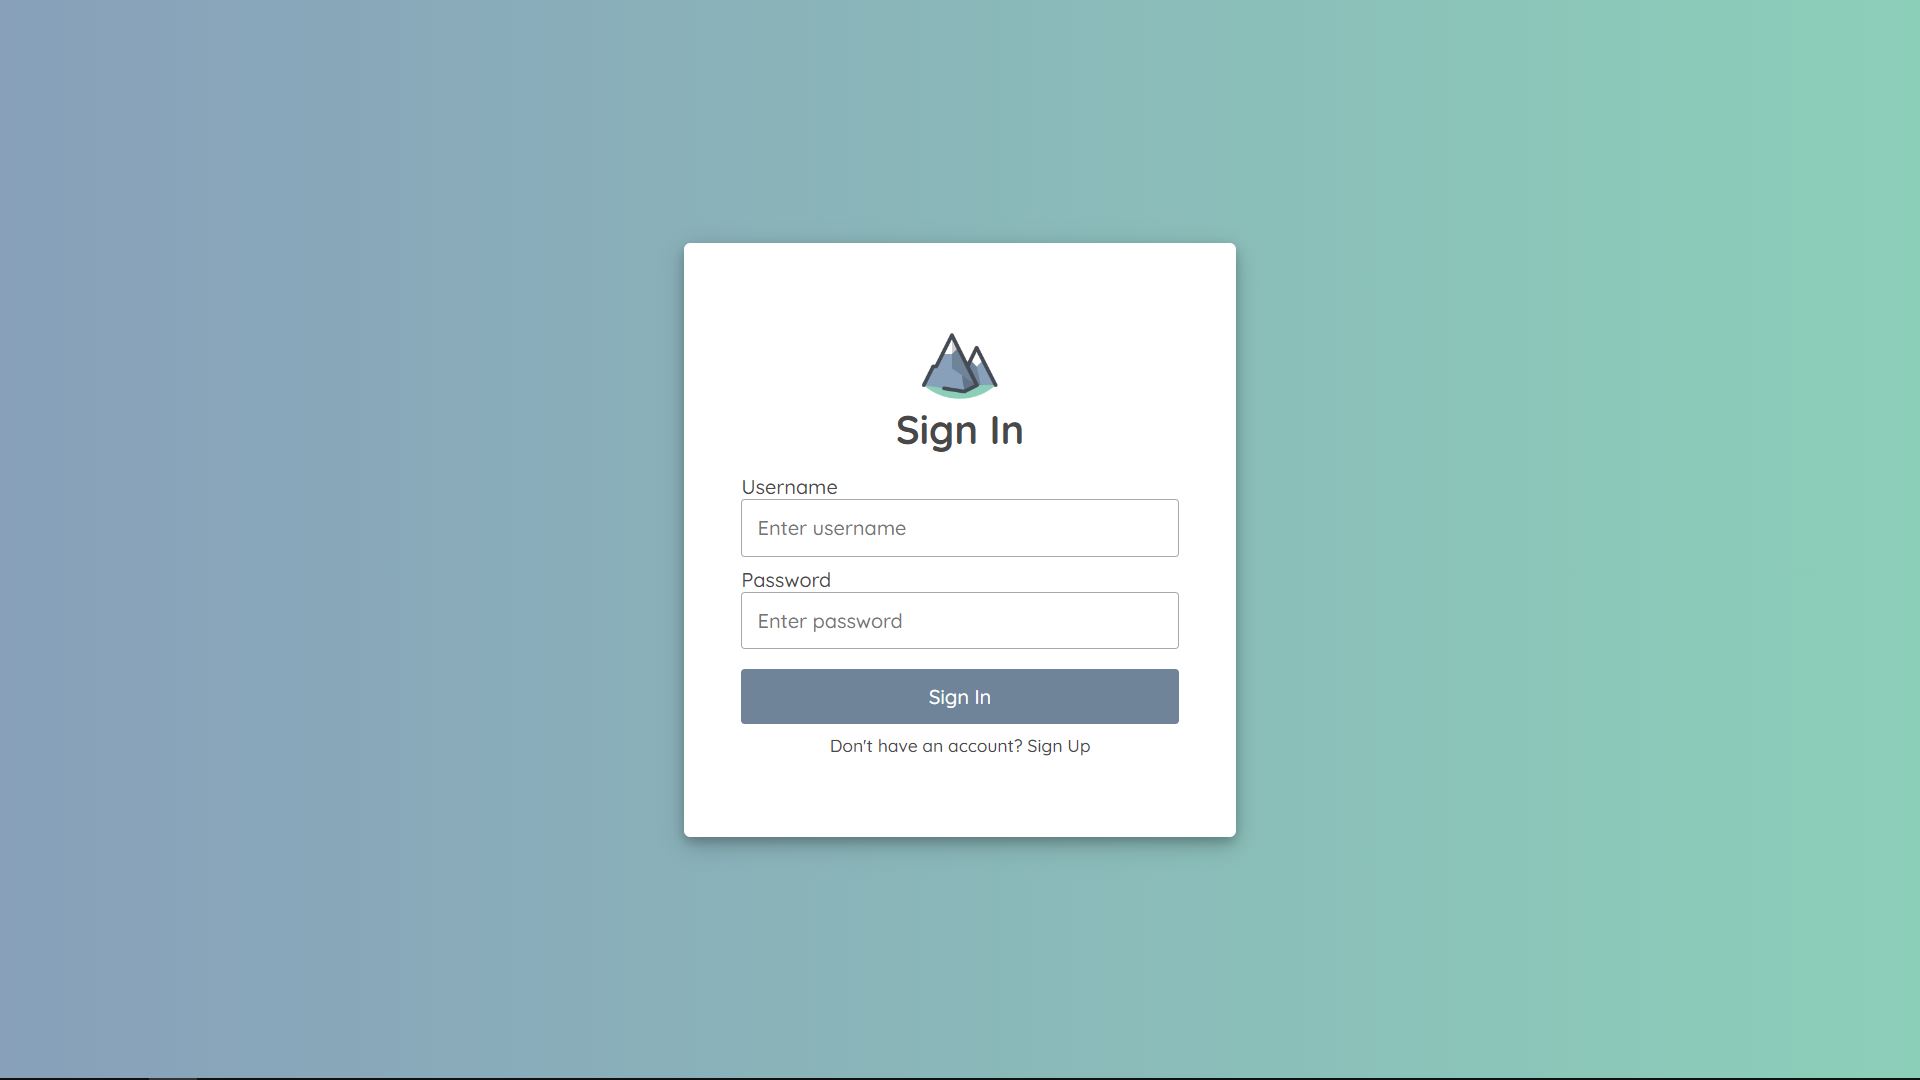 Sign In
Username
Enter username
Password
Enter password
Sign In
Don't have an account? Sign Up